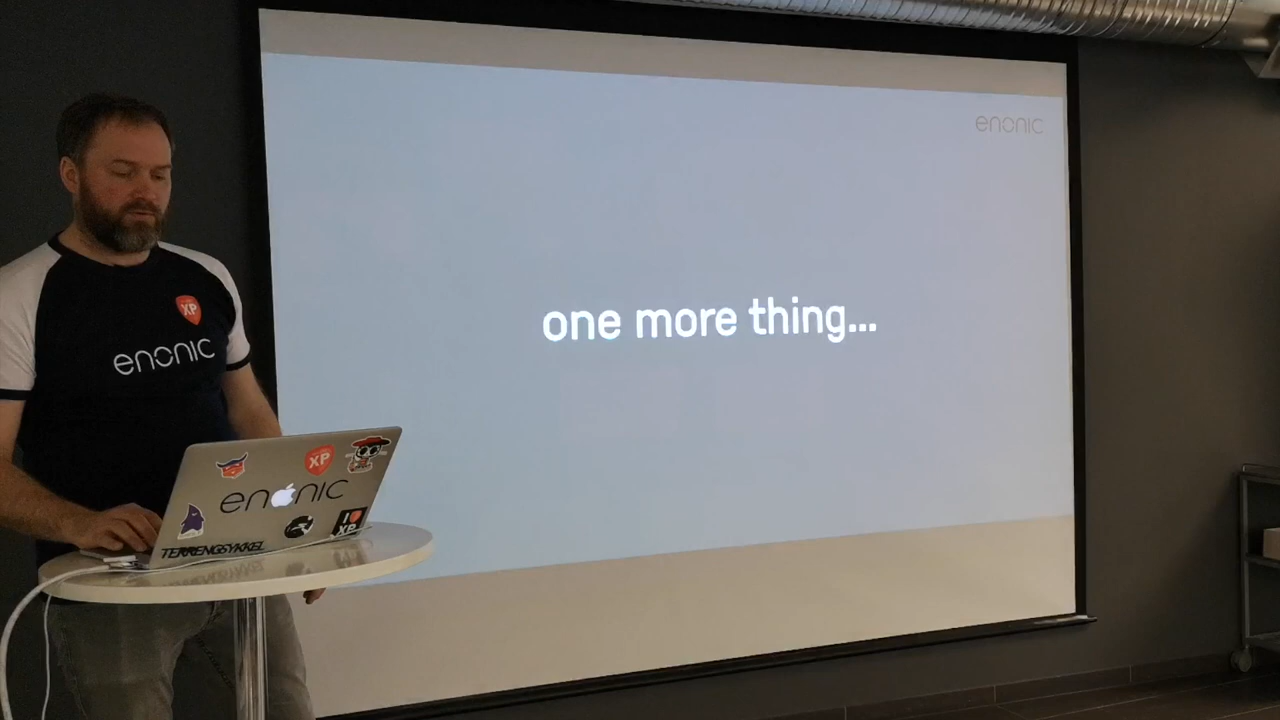 enonic
one more thing...
XP
enonic
XP
enonic
I XP
TERRENGSYKKEL